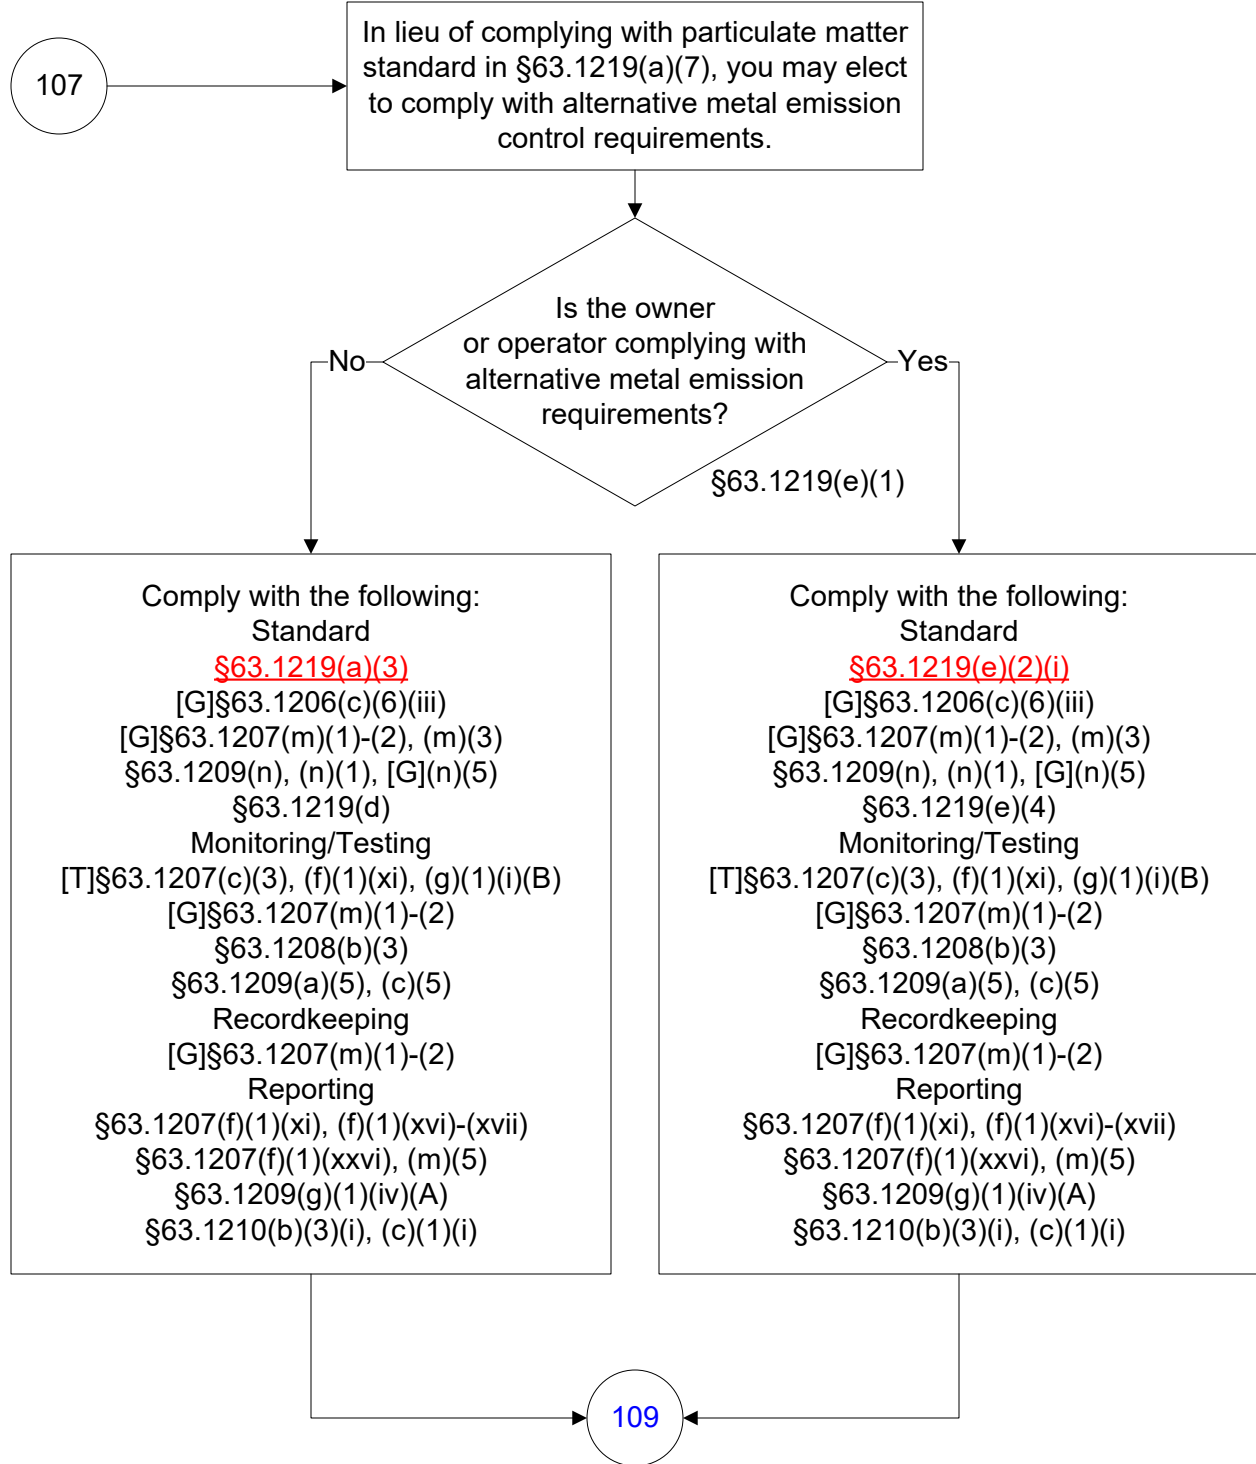 107
In lieu of complying with particulate matter
standard in §63.1219(a)(7), you may elect
to comply with alternative metal emission
control requirements.
Is the owner
or operator complying with
alternative metal emission
requirements?
No
Yes
§63.1219(e)(1)
Comply with the following:
Standard
§63.1219(a)(3)
[G]§63.1206(c)(6)(iii)
[G]§63.1207(m)(1)-(2), (m)(3)
§63.1209(n), (n)(1), [G](n)(5)
§63.1219(d)
Monitoring/Testing
[T]§63.1207(c)(3), (f)(1)(xi), (g)(1)(i)(B)
[G]§63.1207(m)(1)-(2)
§63.1208(b)(3)
§63.1209(a)(5), (c)(5)
Recordkeeping
[G]§63.1207(m)(1)-(2)
Reporting
§63.1207(f)(1)(xi), (f)(1)(xvi)-(xvii)
§63.1207(f)(1)(xxvi), (m)(5)
§63.1209(g)(1)(iv)(A)
§63.1210(b)(3)(i), (c)(1)(i)
Comply with the following:
Standard
§63.1219(e)(2)(i)
[G]§63.1206(c)(6)(iii)
[G]§63.1207(m)(1)-(2), (m)(3)
§63.1209(n), (n)(1), [G](n)(5)
§63.1219(e)(4)
Monitoring/Testing
[T]§63.1207(c)(3), (f)(1)(xi), (g)(1)(i)(B)
[G]§63.1207(m)(1)-(2)
§63.1208(b)(3)
§63.1209(a)(5), (c)(5)
Recordkeeping
[G]§63.1207(m)(1)-(2)
Reporting
§63.1207(f)(1)(xi), (f)(1)(xvi)-(xvii)
§63.1207(f)(1)(xxvi), (m)(5)
§63.1209(g)(1)(iv)(A)
§63.1210(b)(3)(i), (c)(1)(i)
109